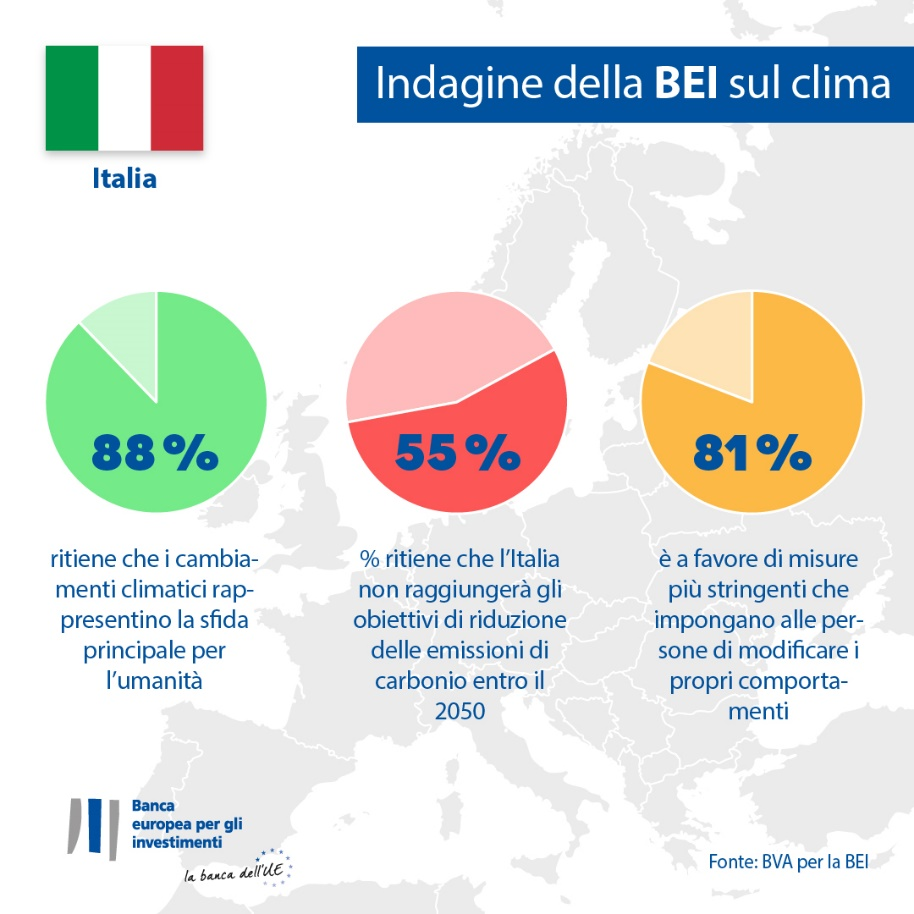 Indagine della BEI sul clima
Italia
88 %
ritiene che i cambia-
menti climatici rap-
presentino la sfida
principale per
l'umanità
55 %
% ritiene che l'Italia
non raggiungerà gli
obiettivi di riduzione
delle emissioni di
carbonio entro il
2050
81 %
è a favore di misure
più stringenti che
impongano alle per-
sone di modificare i
propri comporta-
menti
Banca
europea per gli
investimenti
la banca dell'UE
Fonte: BVA per la BEI